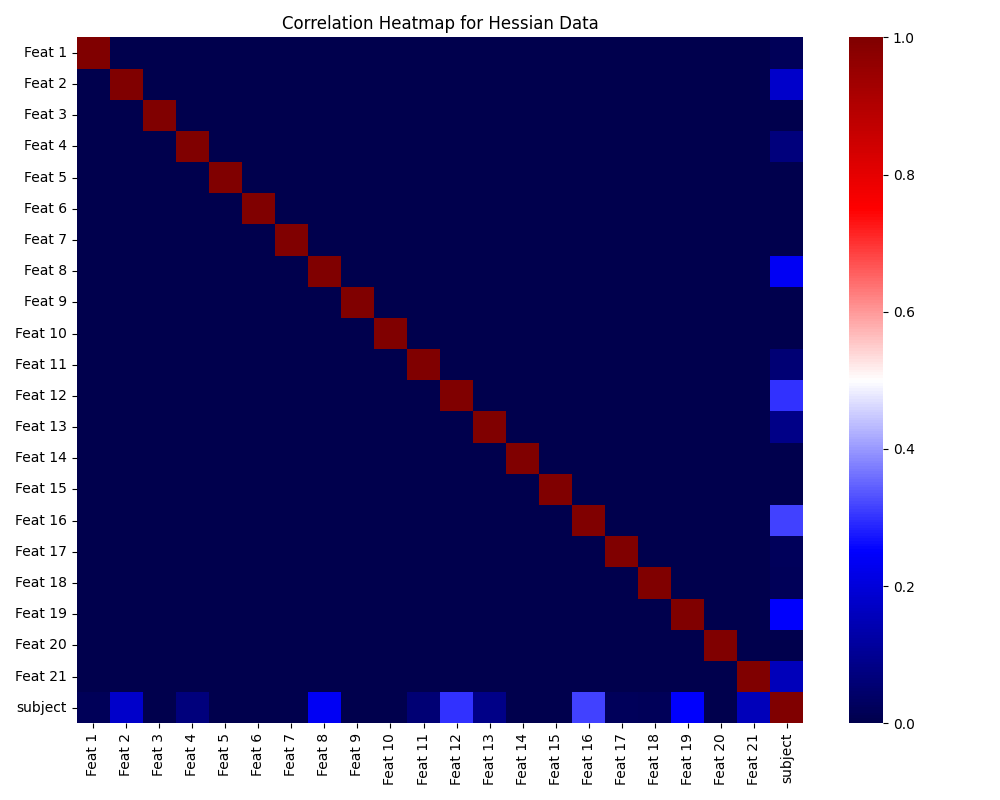 Correlation Heatmap for Hessian Data
Feat 1
Feat 2
Feat 3
Feat 4
Feat 5
Feat 6
Feat 7
Feat 8
Feat 9
Feat 10
Feat 11
Feat 12
Feat 13
Feat 14
Feat 15
Feat 16
Feat 17
Feat 18
Feat 19
Feat 20
Feat 21
subject
Feat 1
Feat 2
Feat 3
Feat 4
Feat 5
Feat 6
Feat 7
Feat 8
Feat 9
Feat 10
Feat 11
Feat 12
Feat 13
Feat 14
Feat 15
Feat 16
Feat 17
Feat 18
Feat 19
Feat 20
Feat 21
subject
1.0
0.8
0.6
0.4
0.2
0.0